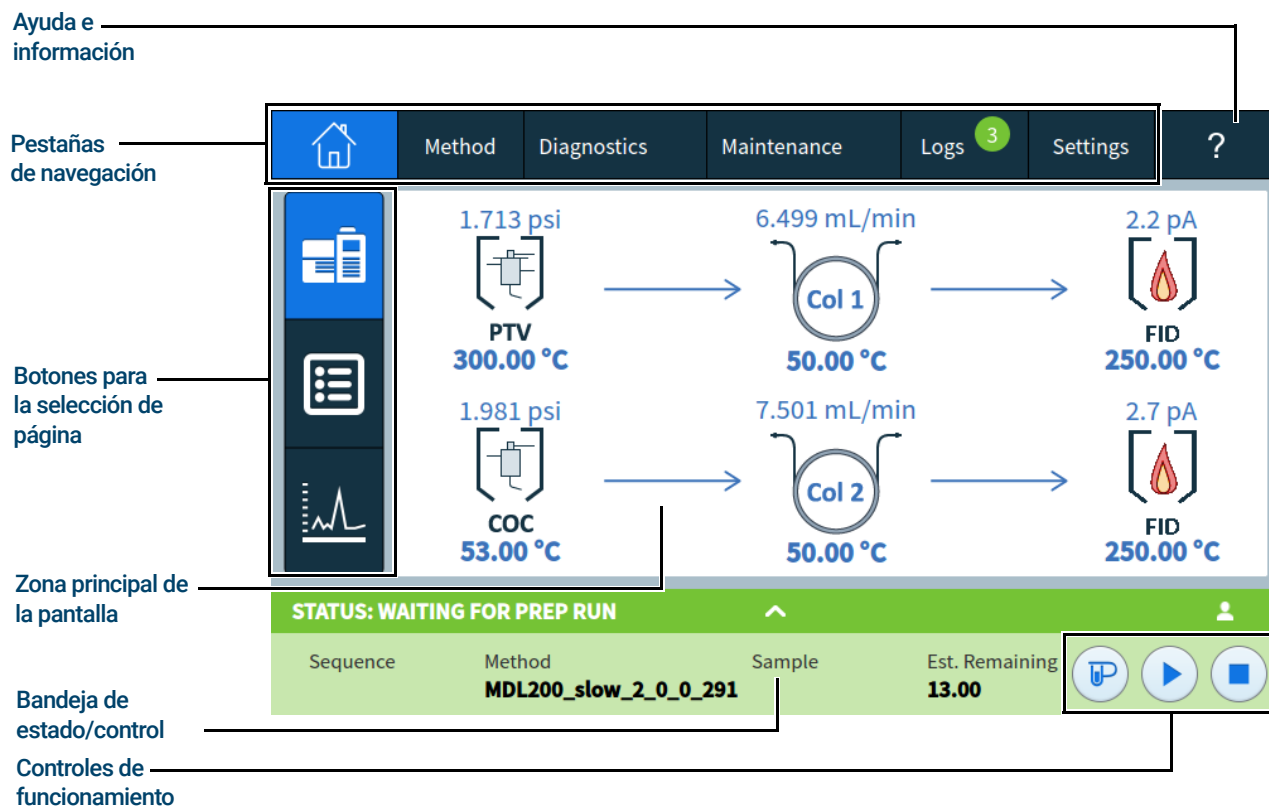 Ayuda e
información
Pestañas
de navegación
Method
Diagnostics
Maintenance
Logs
3
Settings
?
Botones para
la selección de
página
1.713 psi
6.499 mL/min
2.2 pA
Col 1
PTV
FID
300.00 °C
50.00 °C
250.00 °C
1.981 psi
7.501 mL/min
2.7 pA
Col 2
COC
FID
53.00 °C
50.00 °C
250.00 °C
Zona principal de
la pantalla
STATUS: WAITING FOR PREP RUN
Sequence
Method
Sample
Est. Remaining
MDL200_slow_2_0_0_291
13.00
Bandeja de
estado/control
Controles de
funcionamiento